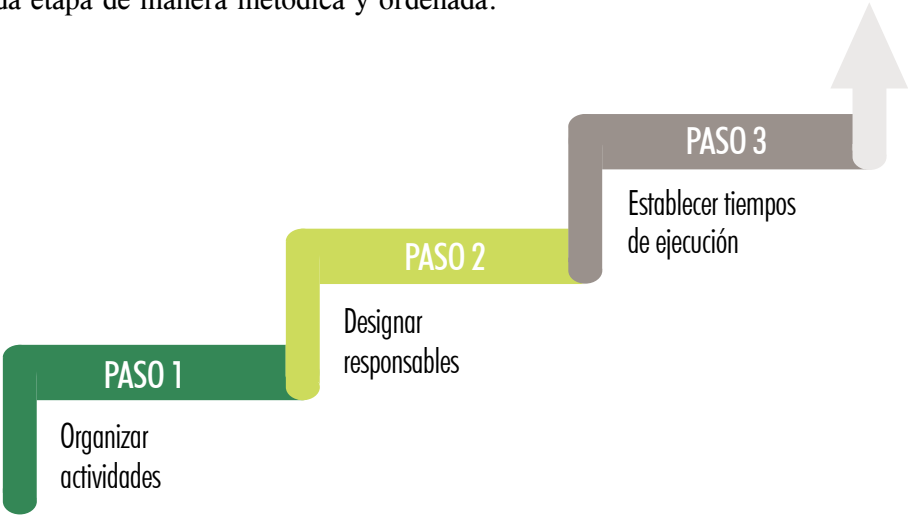 etapa de manera metódica y ordenada.
PASO 1
Organizar
actividades
PASO 2
Designar
responsables
PASO 3
Establecer tiempos
de ejecución